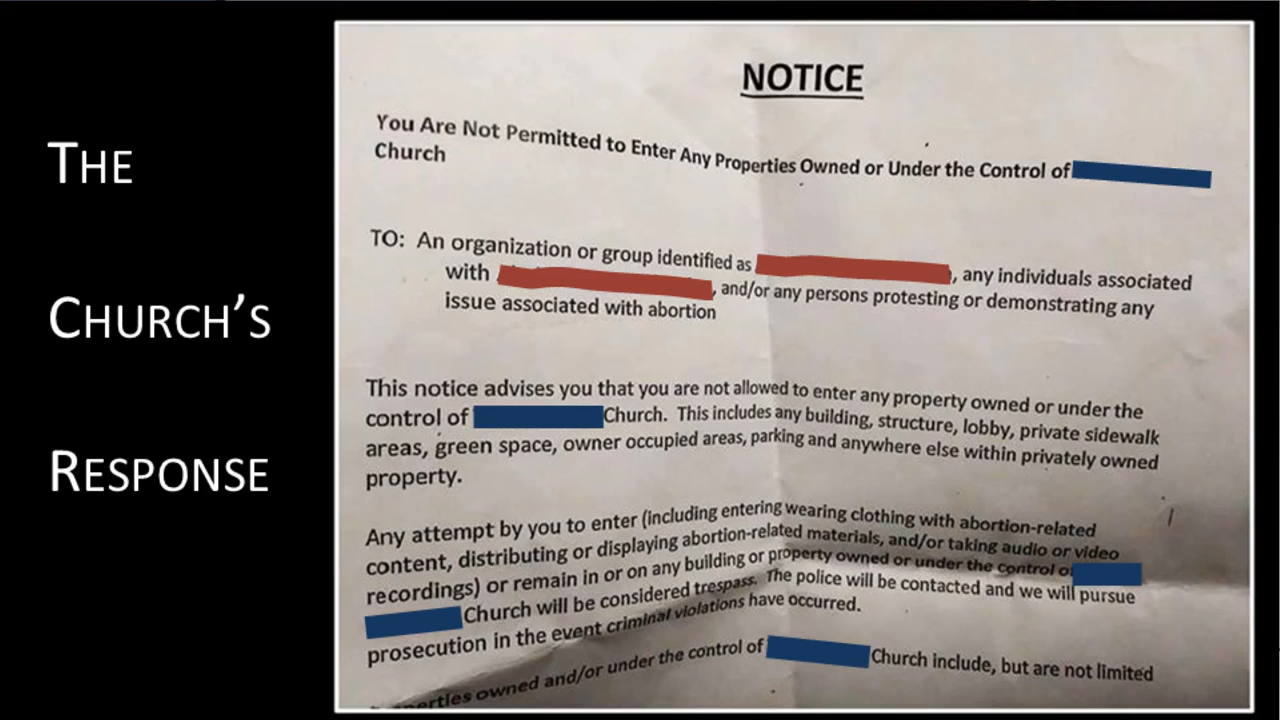 THE
CHURCH'S
RESPONSE
NOTICE
You Are Not Permitted to Enter Any Properties Owned or Under the Control of
Church
TO: An organization or group identified as , any individuals associated
with , and/or any persons protesting or demonstrating any
issue associated with abortion
This notice advises you that you are not allowed to enter any property owned or under the
control of Church. This includes any building, structure, lobby, private sidewalk
areas, green space, owner occupied areas, parking and anywhere else within privately owned
property.
Any attempt by you to enter (including entering wearing clothing with abortion-related
content, distributing or displaying abortion-related materials, and/or taking audio or video
recordings) or remain in or on any building or property owned or under the control of
Church will be considered trespass. The police will be contacted and we will pursue
prosecution in the event criminal violations have occurred.
owned and/or under the control of Church include, but are not limited